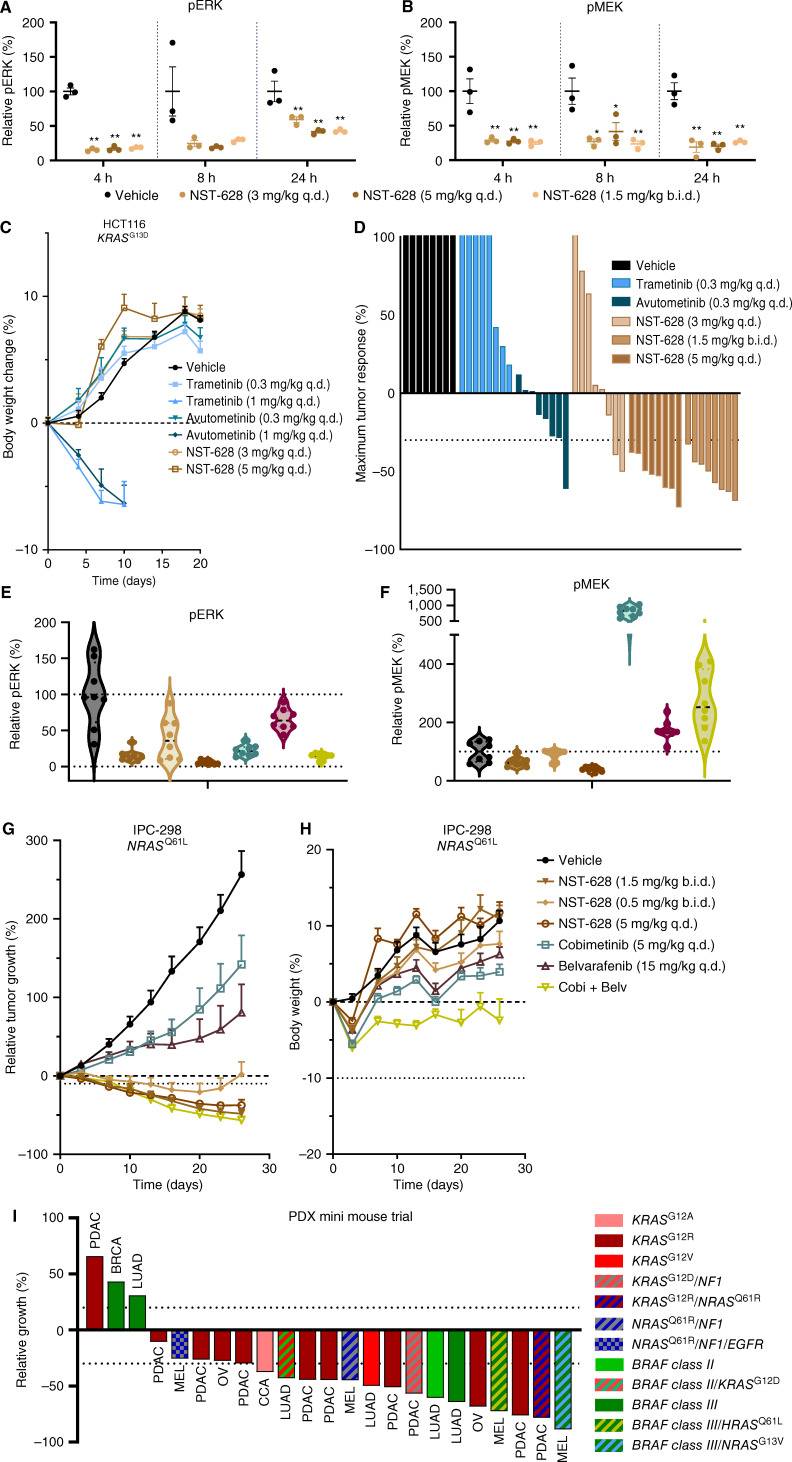 A
pERK
Relative pERK (%)
200
150
100
50
0
** ** **
** ** **
4 h
8 h
24 h
B
pMEK
Relative pMEK (%)
200
150
100
50
0
** ** **
* * **
** ** **
4 h
8 h
24 h
Vehicle
NST-628 (3 mg/kg q.d.)
NST-628 (5 mg/kg q.d.)
NST-628 (1.5 mg/kg b.i.d.)
C
HCT116
KRASG13D
Body weight change (%)
10
0
–10
0 5 10 15 20
Time (days)
Vehicle
Trametinib (0.3 mg/kg q.d.)
Trametinib (1 mg/kg q.d.)
Avutometinib (0.3 mg/kg q.d.)
Avutometinib (1 mg/kg q.d.)
NST-628 (3 mg/kg q.d.)
NST-628 (5 mg/kg q.d.)
D
Maximum tumor response (%)
100
50
0
–50
–100
Vehicle
Trametinib (0.3 mg/kg q.d.)
Avutometinib (0.3 mg/kg q.d.)
NST-628 (3 mg/kg q.d.)
NST-628 (1.5 mg/kg b.i.d.)
NST-628 (5 mg/kg q.d.)
E
pERK
Relative pERK (%)
200
150
100
50
0
F
pMEK
Relative pMEK (%)
1,500
1,000
500
400
200
0
G
IPC-298
NRASQ61L
Relative tumor growth (%)
300
200
100
0
–100
0 10 20 30
Time (days)
H
IPC-298
NRASQ61L
Body weight (%)
20
10
0
-10
–20
0 10 20 30
Time (days)
Vehicle
NST-628 (1.5 mg/kg b.i.d.)
NST-628 (0.5 mg/kg b.i.d.)
NST-628 (5 mg/kg q.d.)
Cobimetinib (5 mg/kg q.d.)
Belvarafenib (15 mg/kg q.d.)
Cobi + Belv
I
PDX mini mouse trial
Relative growth (%)
100
50
0
–50
–100
PDAC
BRCA
LUAD
PDAC
MEL
PDAC
OV
PDAC
CCA
LUAD
PDAC
PDAC
MEL
LUAD
PDAC
PDAC
LUAD
LUAD
OV
MEL
PDAC
PDAC
MEL
KRASG12A
KRASG12R
KRASG12V
KRASG12D/NF1
KRASG12R/NRASQ61R
NRASQ61R/NF1
NRASQ61R/NF1/EGFR
BRAF class II
BRAF class II/KRASG12D
BRAF class III
BRAF class III/HRASQ61L
BRAF class III/NRASG13V